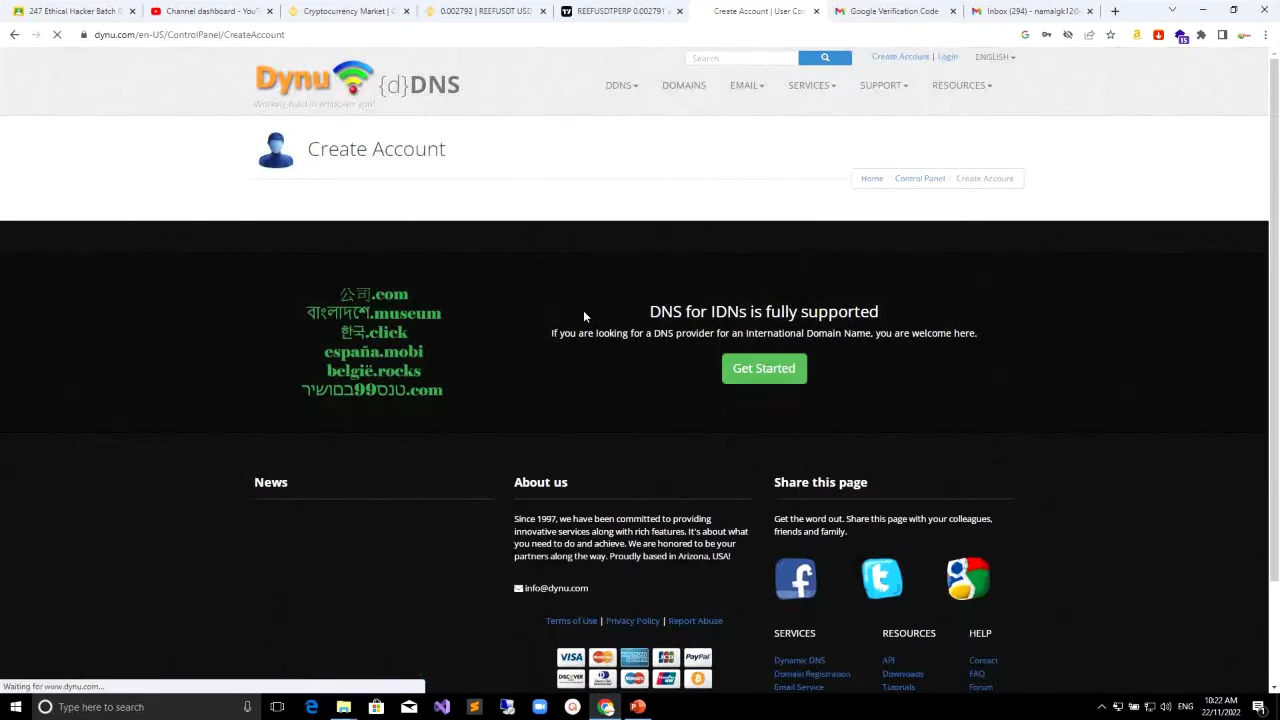 247 Ethical Hacker Batch 0
Channel dashboard - YouT
Cryptocurrency Market | C
0.002792 | REEFUSDT USD
REEFUSDTPERP 0.002791
Create Account | User Co
Google Verification Code
Inbox (294) - namalgk12@
dynu.com/en-US/ControlPanel/CreateAccount
15
Search
Create Account | Login
ENGLISH
Dynu {d}DNS
Working hard to empower you!
DDNS
DOMAINS
EMAIL
SERVICES
SUPPORT
RESOURCES
Create Account
Home / Control Panel / Create Account
公司.com
বাংলাদেশ.museum
한국.click
españa.mobi
belgië.rocks
טנס99בםושיר.com
DNS for IDNs is fully supported
If you are looking for a DNS provider for an International Domain Name, you are welcome here.
Get Started
News
About us
Since 1997, we have been committed to providing
innovative services along with rich features. It's about what
you need to do and achieve. We are honored to be your
partners along the way. Proudly based in Arizona, USA!
info@dynu.com
Terms of Use | Privacy Policy | Report Abuse
VISA
MasterCard
JCB
PayPal
DISCOVER
Share this page
Get the word out. Share this page with your colleagues,
friends and family.
SERVICES
Dynamic DNS
Domain Registration
Email Service
RESOURCES
API
Downloads
Tutorials
HELP
Contact
FAQ
Forum
Waiting for www.dynu.com...
Type here to search
10:22 AM
22/11/2022